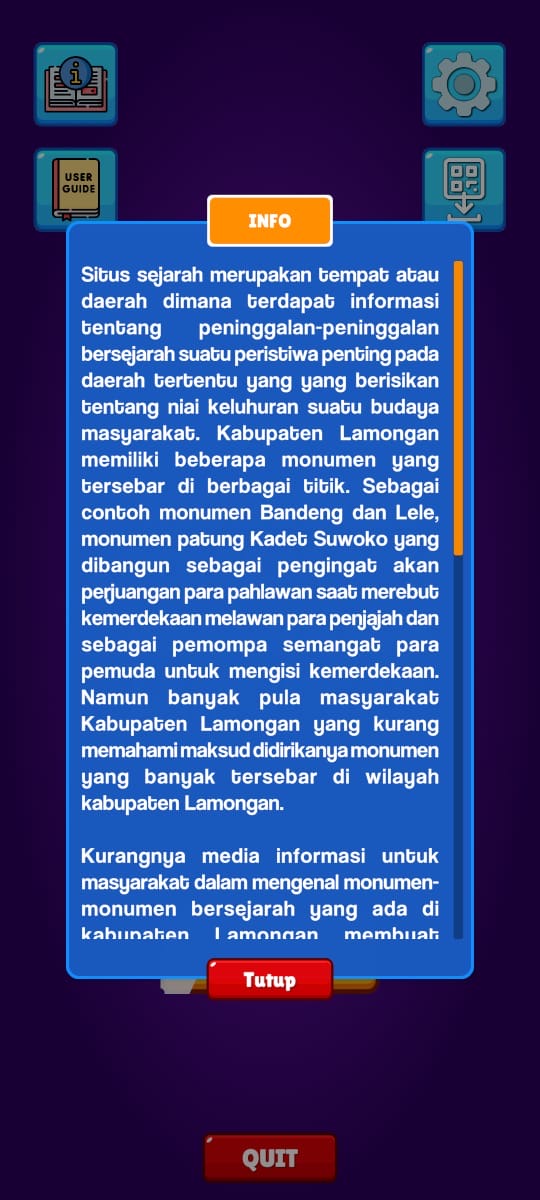 USER
GUIDE
INFO
Situs sejarah merupakan tempat atau
daerah dimana terdapat informasi
tentang peninggalan-peninggalan
bersejarah suatu peristiwa penting pada
daerah tertentu yang yang berisikan
tentang niai keluhuran suatu budaya
masyarakat. Kabupaten Lamongan
memiliki beberapa monumen yang
tersebar di berbagai titik. Sebagai
contoh monumen Bandeng dan Lele,
monumen patung Kadet Suwoko yang
dibangun sebagai pengingat akan
perjuangan para pahlawan saat merebut
kemerdekaan melawan para penjajah dan
sebagai pemompa semangat para
pemuda untuk mengisi kemerdekaan.
Namun banyak pula masyarakat
Kabupaten Lamongan yang kurang
memahami maksud didirikanya monumen
yang banyak tersebar di wilayah
kabupaten Lamongan.
Kurangnya media informasi untuk
masyarakat dalam mengenal monumen-
monumen bersejarah yang ada di
kabupaten Lamongan membuat
Tutup
QUIT